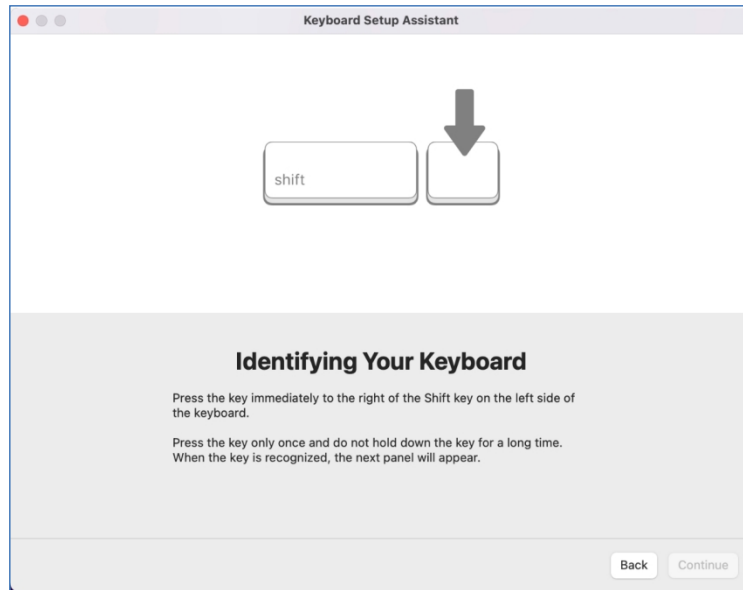 Keyboard Setup Assistant
shift
Identifying Your Keyboard
Press the key immediately to the right of the Shift key on the left side of
the keyboard.
Press the key only once and do not hold down the key for a long time.
When the key is recognized, the next panel will appear.
Back Continue